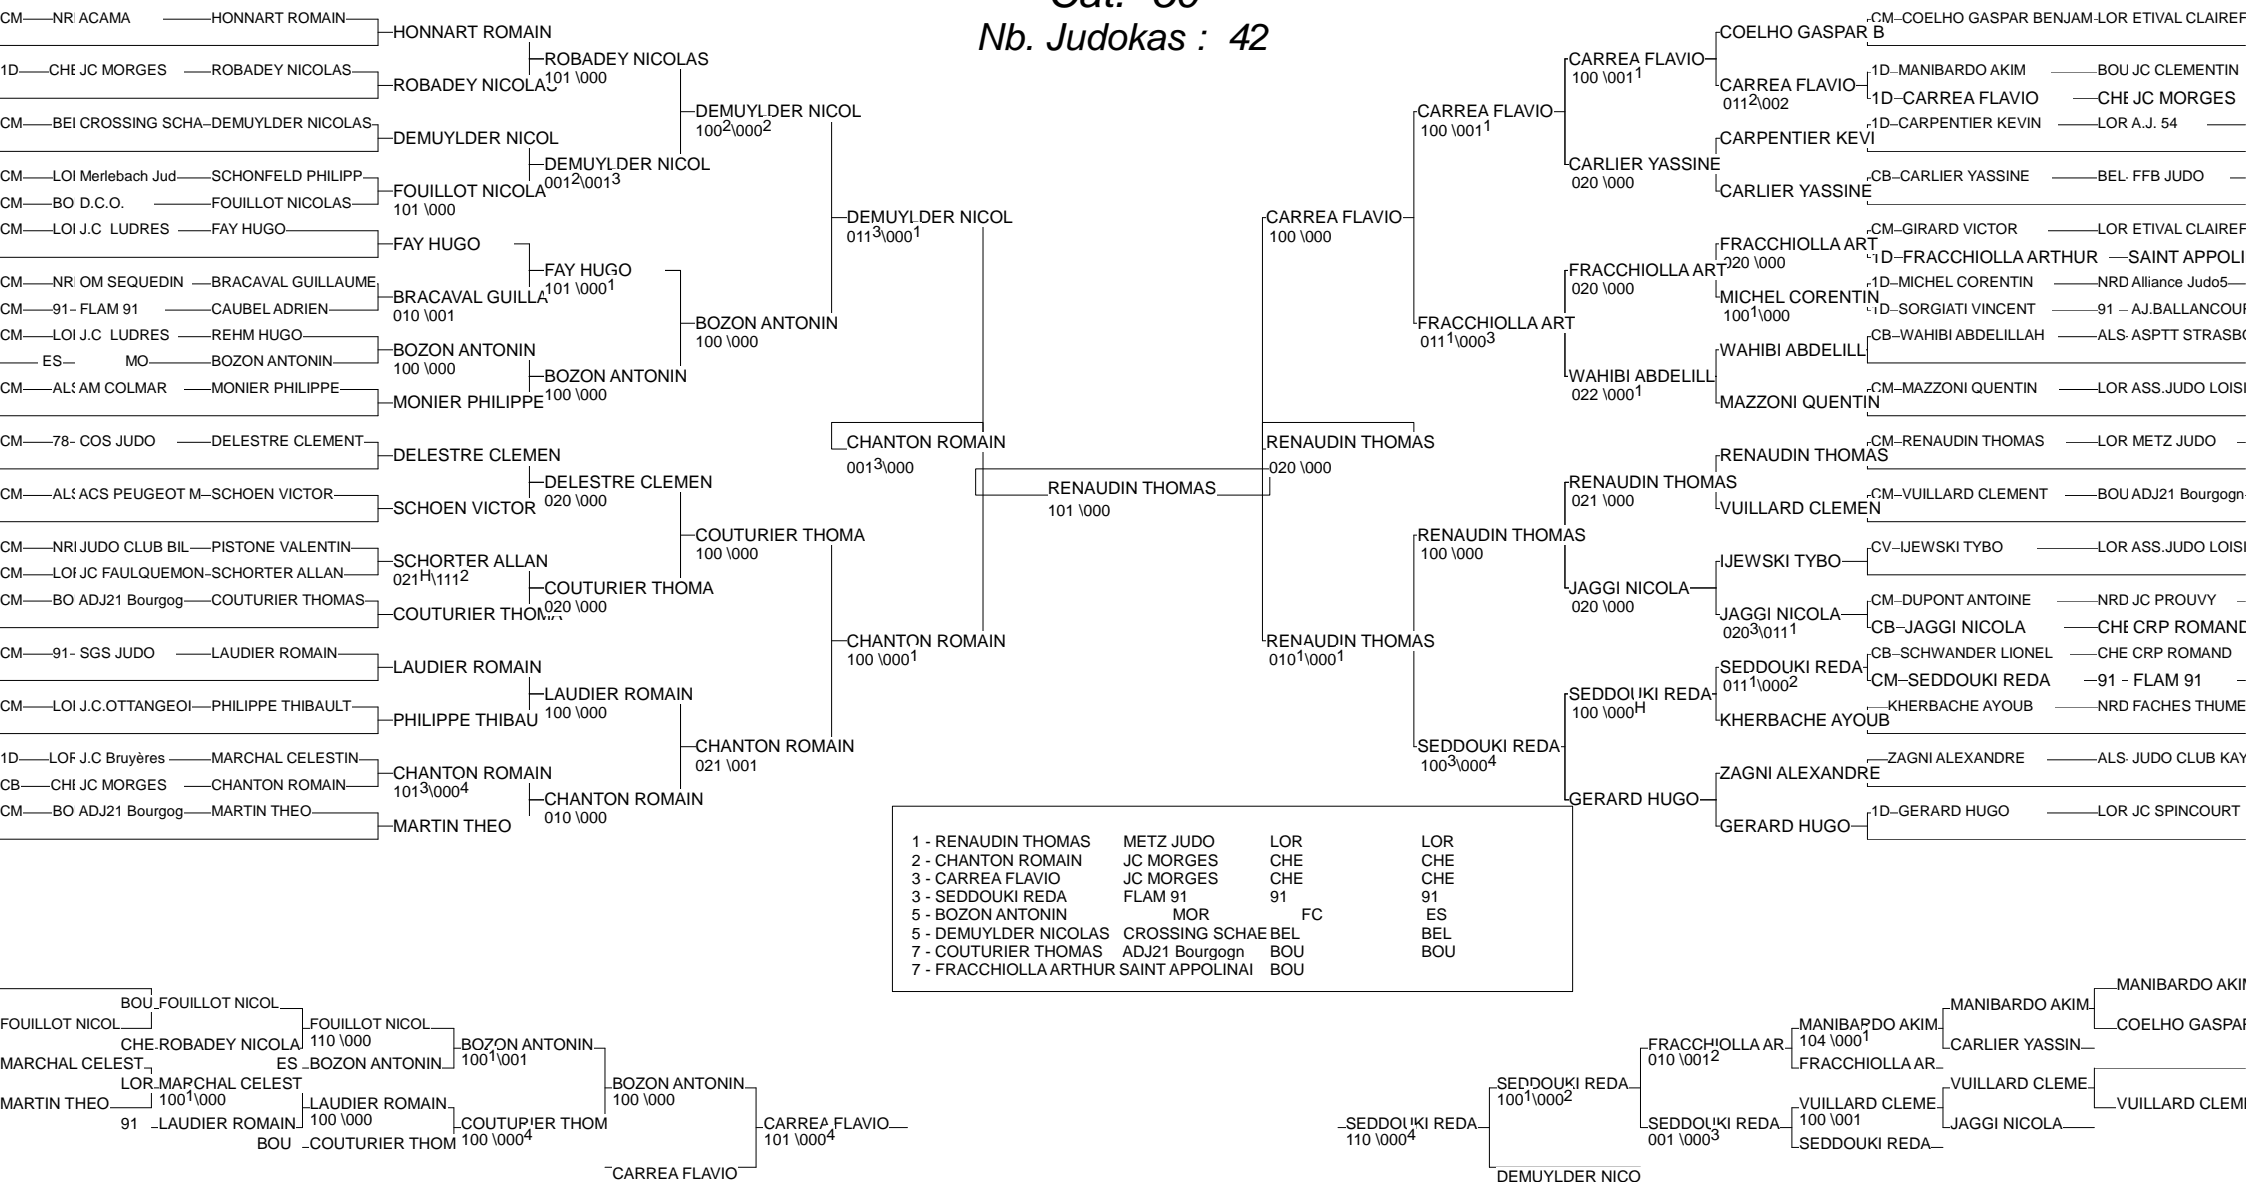 Nb. Judokas : 42
CM NRI ACAMA HONNART ROMAIN
1D CHE JC MORGES ROBADEY NICOLAS
CM BEI CROSSING SCHA DEMUYLDER NICOLAS
CM LOI Merlebach Jud SCHONFELD PHILIPP
CM BO D.C.O. FOUILLOT NICOLAS
CM LOI J.C LUDRES FAY HUGO
CM NRI OM SEQUEDIN BRACAVAL GUILLAUME
CM 91- FLAM 91 CAUBEL ADRIEN
CM LOI J.C LUDRES REHM HUGO
ES MO BOZON ANTONIN
CM ALS AM COLMAR MONIER PHILIPPE
CM 78- COS JUDO DELESTRE CLEMENT
CM ALS ACS PEUGEOT M SCHOEN VICTOR
CM NRI JUDO CLUB BIL PISTONE VALENTIN
CM LOF JC FAULQUEMON SCHORTER ALLAN
CM BO ADJ21 Bourgog COUTURIER THOMAS
CM 91- SGS JUDO LAUDIER ROMAIN
CM LOI J.C.OTTANGEOI PHILIPPE THIBAULT
1D LOF J.C Bruyères MARCHAL CELESTIN
CB CHE JC MORGES CHANTON ROMAIN
CM BO ADJ21 Bourgog MARTIN THEO
HONNART ROMAIN
ROBADEY NICOLAS
DEMUYLDER NICOL
FOUILLOT NICOLA
101 \000
FAY HUGO
BRACAVAL GUILLA
010 \001
BOZON ANTONIN
100 \000
MONIER PHILIPPE
DELESTRE CLEMEN
SCHOEN VICTOR
SCHORTER ALLAN
021H\1112
COUTURIER THOMA
LAUDIER ROMAIN
PHILIPPE THIBAU
CHANTON ROMAIN
1013\0004
MARTIN THEO
ROBADEY NICOLAS
101 \000
DEMUYLDER NICOL
0012\0013
FAY HUGO
101 \0001
BOZON ANTONIN
100 \000
DELESTRE CLEMEN
020 \000
COUTURIER THOMA
020 \000
LAUDIER ROMAIN
100 \000
CHANTON ROMAIN
010 \000
DEMUYLDER NICOL
1002\0002
BOZON ANTONIN
100 \000
COUTURIER THOMA
100 \000
CHANTON ROMAIN
021 \001
DEMUYLDER NICOL
0113\0001
CHANTON ROMAIN
100 \0001
CHANTON ROMAIN
0013\000
RENAUDIN THOMAS
101 \000
RENAUDIN THOMAS
020 \000
CARREA FLAVIO
100 \000
RENAUDIN THOMAS
0101\0001
CARREA FLAVIO
100 \0011
FRACCHIOLLA ART
0111\0003
RENAUDIN THOMAS
100 \000
SEDDOUKI REDA
1003\0004
CARREA FLAVIO
100 \0011
CARLIER YASSINE
020 \000
FRACCHIOLLA ART
020 \000
WAHIBI ABDELILL
022 \0001
RENAUDIN THOMAS
021 \000
JAGGI NICOLA
020 \000
SEDDOUKI REDA
100 \000H
GERARD HUGO
COELHO GASPAR B
CARREA FLAVIO
0112\002
CARPENTIER KEVI
CARLIER YASSINE
FRACCHIOLLA ART
020 \000
MICHEL CORENTIN
1001\000
WAHIBI ABDELILL
MAZZONI QUENTIN
RENAUDIN THOMAS
VUILLARD CLEMEN
IJEWSKI TYBO
JAGGI NICOLA
0203\0111
SEDDOUKI REDA
0111\0002
KHERBACHE AYOUB
ZAGNI ALEXANDRE
GERARD HUGO
CM COELHO GASPAR BENJAM LOR ETIVAL CLAIREF
1D MANIBARDO AKIM BOU JC CLEMENTIN
1D CARREA FLAVIO CHE JC MORGES
1D CARPENTIER KEVIN LOR A.J. 54
CB CARLIER YASSINE BEL FFB JUDO
CM GIRARD VICTOR LOR ETIVAL CLAIREF
1D FRACCHIOLLA ARTHUR SAINT APPOLI
1D MICHEL CORENTIN NRD Alliance Judo5
1D SORGIATI VINCENT 91 AJ.BALLANCOUR
CB WAHIBI ABDELILLAH ALS ASPTT STRASBO
CM MAZZONI QUENTIN LOR ASS.JUDO LOISI
CM RENAUDIN THOMAS LOR METZ JUDO
CM VUILLARD CLEMENT BOU ADJ21 Bourgogn
CV IJEWSKI TYBO LOR ASS.JUDO LOISI
CM DUPONT ANTOINE NRD JC PROUVY
CB JAGGI NICOLA CHE CRP ROMAND
CB SCHWANDER LIONEL CHE CRP ROMAND
CM SEDDOUKI REDA 91 - FLAM 91
KHERBACHE AYOUB NRD FACHES THUME
ZAGNI ALEXANDRE ALS JUDO CLUB KAY
1D GERARD HUGO LOR JC SPINCOURT
1 - RENAUDIN THOMAS METZ JUDO LOR LOR
2 - CHANTON ROMAIN JC MORGES CHE CHE
3 - CARREA FLAVIO JC MORGES CHE CHE
3 - SEDDOUKI REDA FLAM 91 91 91
5 - BOZON ANTONIN MOR FC ES
5 - DEMUYLDER NICOLAS CROSSING SCHAE BEL BEL
7 - COUTURIER THOMAS ADJ21 Bourgogn BOU BOU
7 - FRACCHIOLLA ARTHUR SAINT APPOLINAI BOU
FOUILLOT NICOL
MARCHAL CELEST
MARTIN THEO
BOU FOUILLOT NICOL
CHE ROBADEY NICOLA
LOR MARCHAL CELEST
1001\000
91 LAUDIER ROMAIN
FOUILLOT NICOL
110 \000
ES BOZON ANTONIN
LAUDIER ROMAIN
100 \000
BOU COUTURIER THOM
BOZON ANTONIN
1001\001
COUTURIER THOM
100 \0004
BOZON ANTONIN
100 \000
CARREA FLAVIO
CARREA FLAVIO
101 \0004
SEDDOUKI REDA
110 \0004
SEDDOUKI REDA
1001\0002
DEMUYLDER NICO
FRACCHIOLLA AR
010 \0012
SEDDOUKI REDA
001 \0003
MANIBARDO AKIM
104 \0001
FRACCHIOLLA AR
VUILLARD CLEME
100 \001
SEDDOUKI REDA
MANIBARDO AKIM
CARLIER YASSIN
VUILLARD CLEME
JAGGI NICOLA
MANIBARDO AKIM
COELHO GASPAR
VUILLARD CLEME